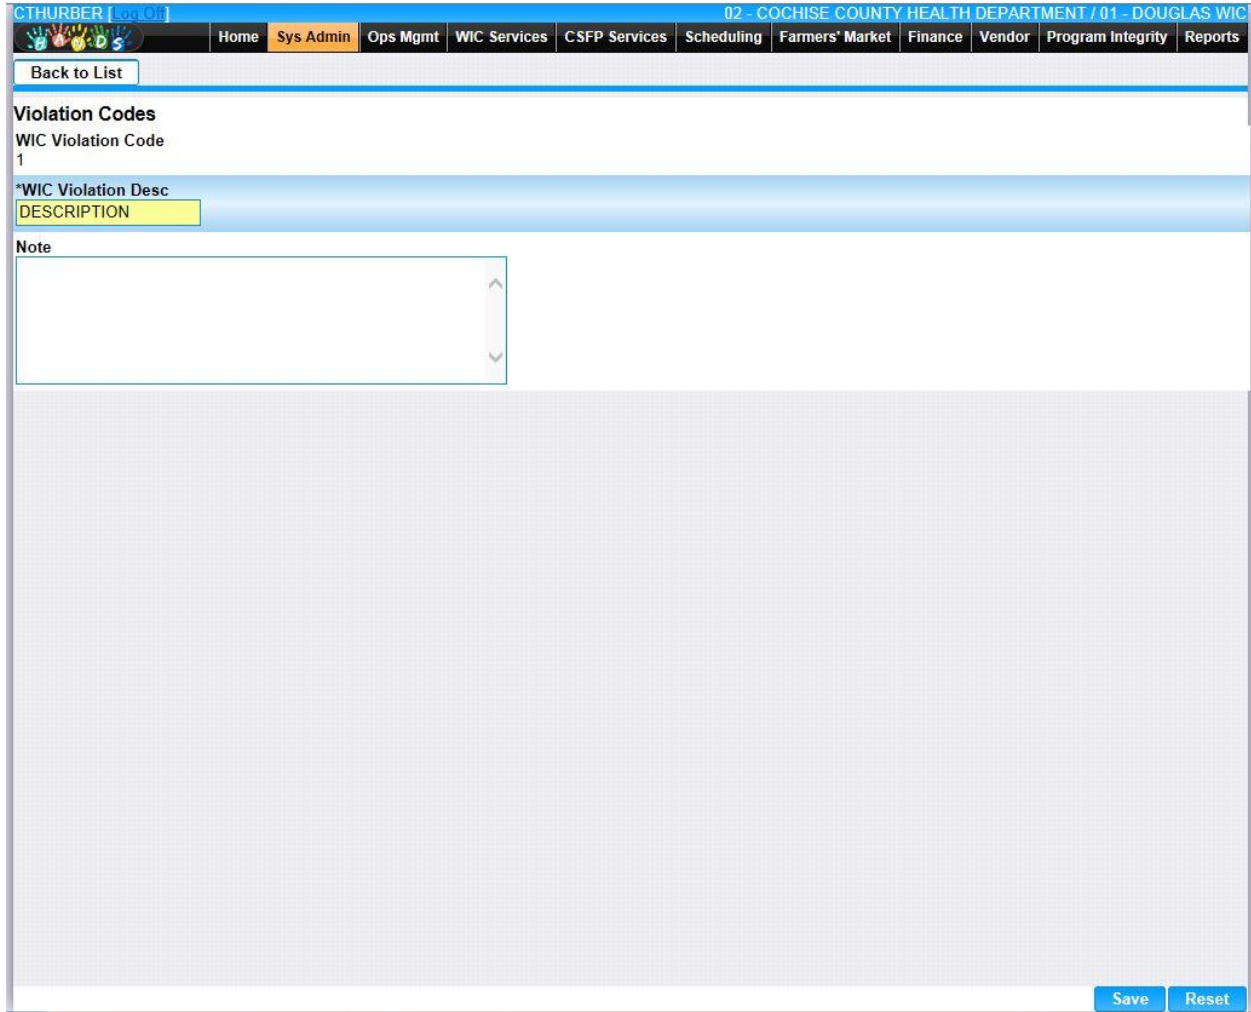 CTHURBER [Log Off] 02 - COCHISE COUNTY HEALTH DEPARTMENT / 01 - DOUGLAS WIC
HANDS Home Sys Admin Ops Mgmt WIC Services CSFP Services Scheduling Farmers' Market Finance Vendor Program Integrity Reports
Back to List
Violation Codes
WIC Violation Code
1
*WIC Violation Desc
DESCRIPTION
Note
Save Reset